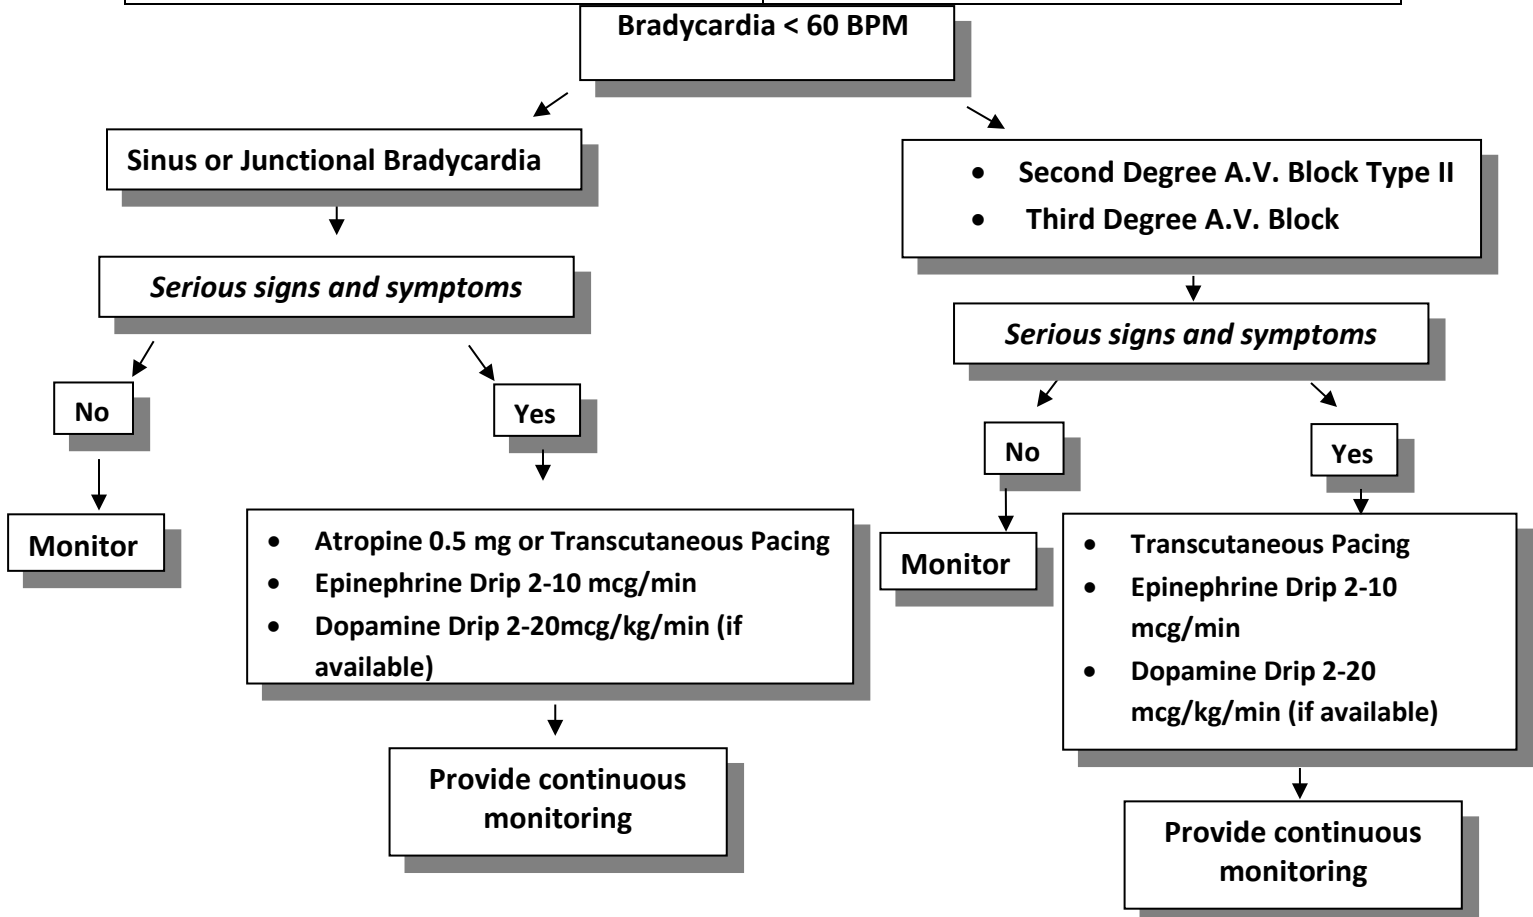 Bradycardia < 60 BPM
Sinus or Junctional Bradycardia
Serious signs and symptoms
No
Monitor
Yes
• Atropine 0.5 mg or Transcutaneous Pacing
• Epinephrine Drip 2-10 mcg/min
• Dopamine Drip 2-20mcg/kg/min (if
available)
Provide continuous
monitoring
• Second Degree A.V. Block Type II
• Third Degree A.V. Block
Serious signs and symptoms
No
Monitor
Yes
• Transcutaneous Pacing
• Epinephrine Drip 2-10
mcg/min
• Dopamine Drip 2-20
mcg/kg/min (if available)
Provide continuous
monitoring